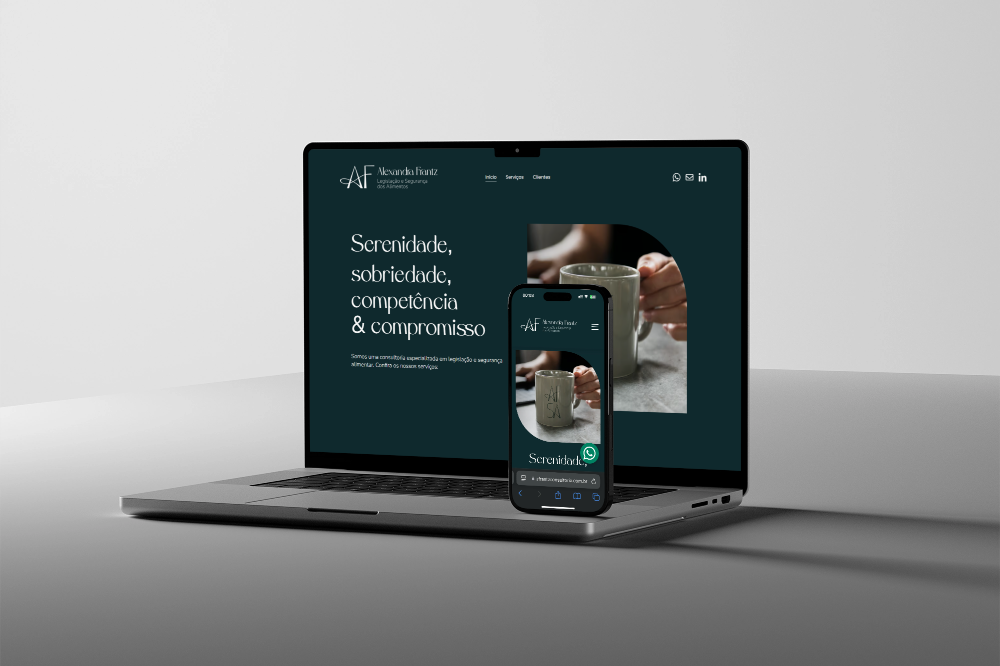 AF Alexandra Frantz
Legislação e Segurança
dos Alimentos
Início Serviços Clientes
Serenidade,
sobriedade,
competência
& compromisso
Somos uma consultoria especializada em legislação e segurança
alimentar. Confira os nossos serviços:
AF Alexandra Frantz
Serenidade,